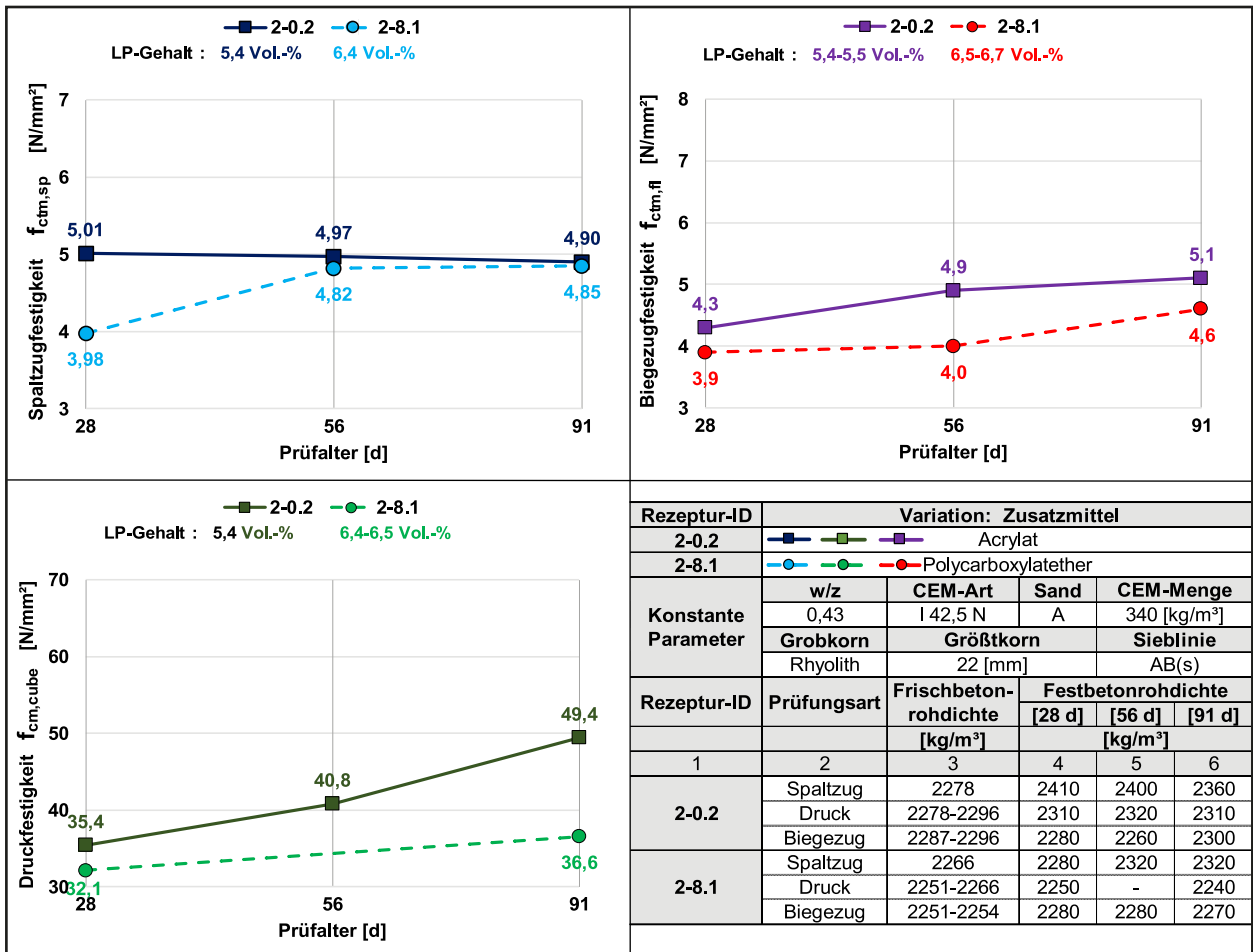 2-0.2 2-8.1
LP-Gehalt : 5,4 Vol.-% 6,4 Vol.-%
Spaltzugfestigkeit f_ctm,sp [N/mm²]
7
6
5
4
3
5,01
4,97
4,90
3,98
4,82
4,85
28 56 91
Prüfalter [d]
2-0.2 2-8.1
LP-Gehalt : 5,4-5,5 Vol.-% 6,5-6,7 Vol.-%
Biegezugfestigkeit f_ctm,fl [N/mm²]
8
7
6
5
4
3
4,3
4,9
5,1
3,9
4,0
4,6
28 56 91
Prüfalter [d]
2-0.2 2-8.1
LP-Gehalt : 5,4 Vol.-% 6,4-6,5 Vol.-%
Druckfestigkeit f_cm,cube [N/mm²]
70
60
50
40
30
35,4
40,8
49,4
32,1
36,6
28 56 91
Prüfalter [d]
Rezeptur-ID Variation: Zusatzmittel
2-0.2 Acrylat
2-8.1 Polycarboxylatether
Konstante Parameter
w/z CEM-Art Sand CEM-Menge
0,43 I 42,5 N A 340 [kg/m³]
Grobkorn Größtkorn Sieblinie
Rhyolith 22 [mm] AB(s)
Rezeptur-ID Prüfungsart Frischbeton- Festbetonrohdichte
rohdichte [28 d] [56 d] [91 d]
[kg/m³] [kg/m³]
1 2 3 4 5 6
2-0.2
Spaltzug 2278 2410 2400 2360
Druck 2278-2296 2310 2320 2310
Biegezug 2287-2296 2280 2260 2300
2-8.1
Spaltzug 2266 2280 2320 2320
Druck 2251-2266 2250 - 2240
Biegezug 2251-2254 2280 2280 2270